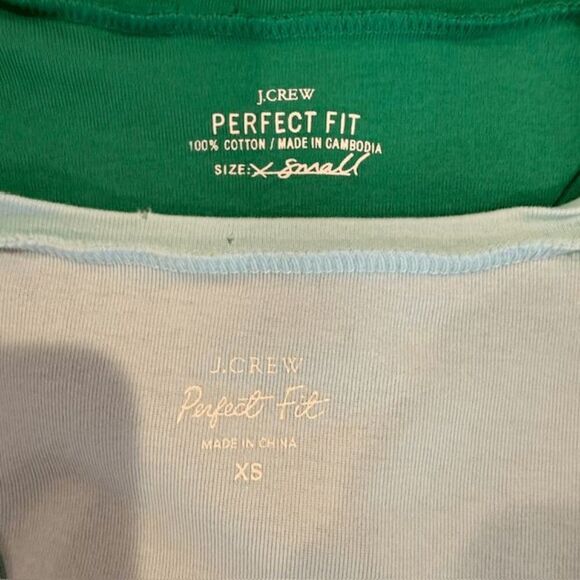 J.CREW
PERFECT FIT
100% COTTON / MADE IN CAMBODIA
SIZE: x small
J.CREW
Perfect Fit
MADE IN CHINA
XS